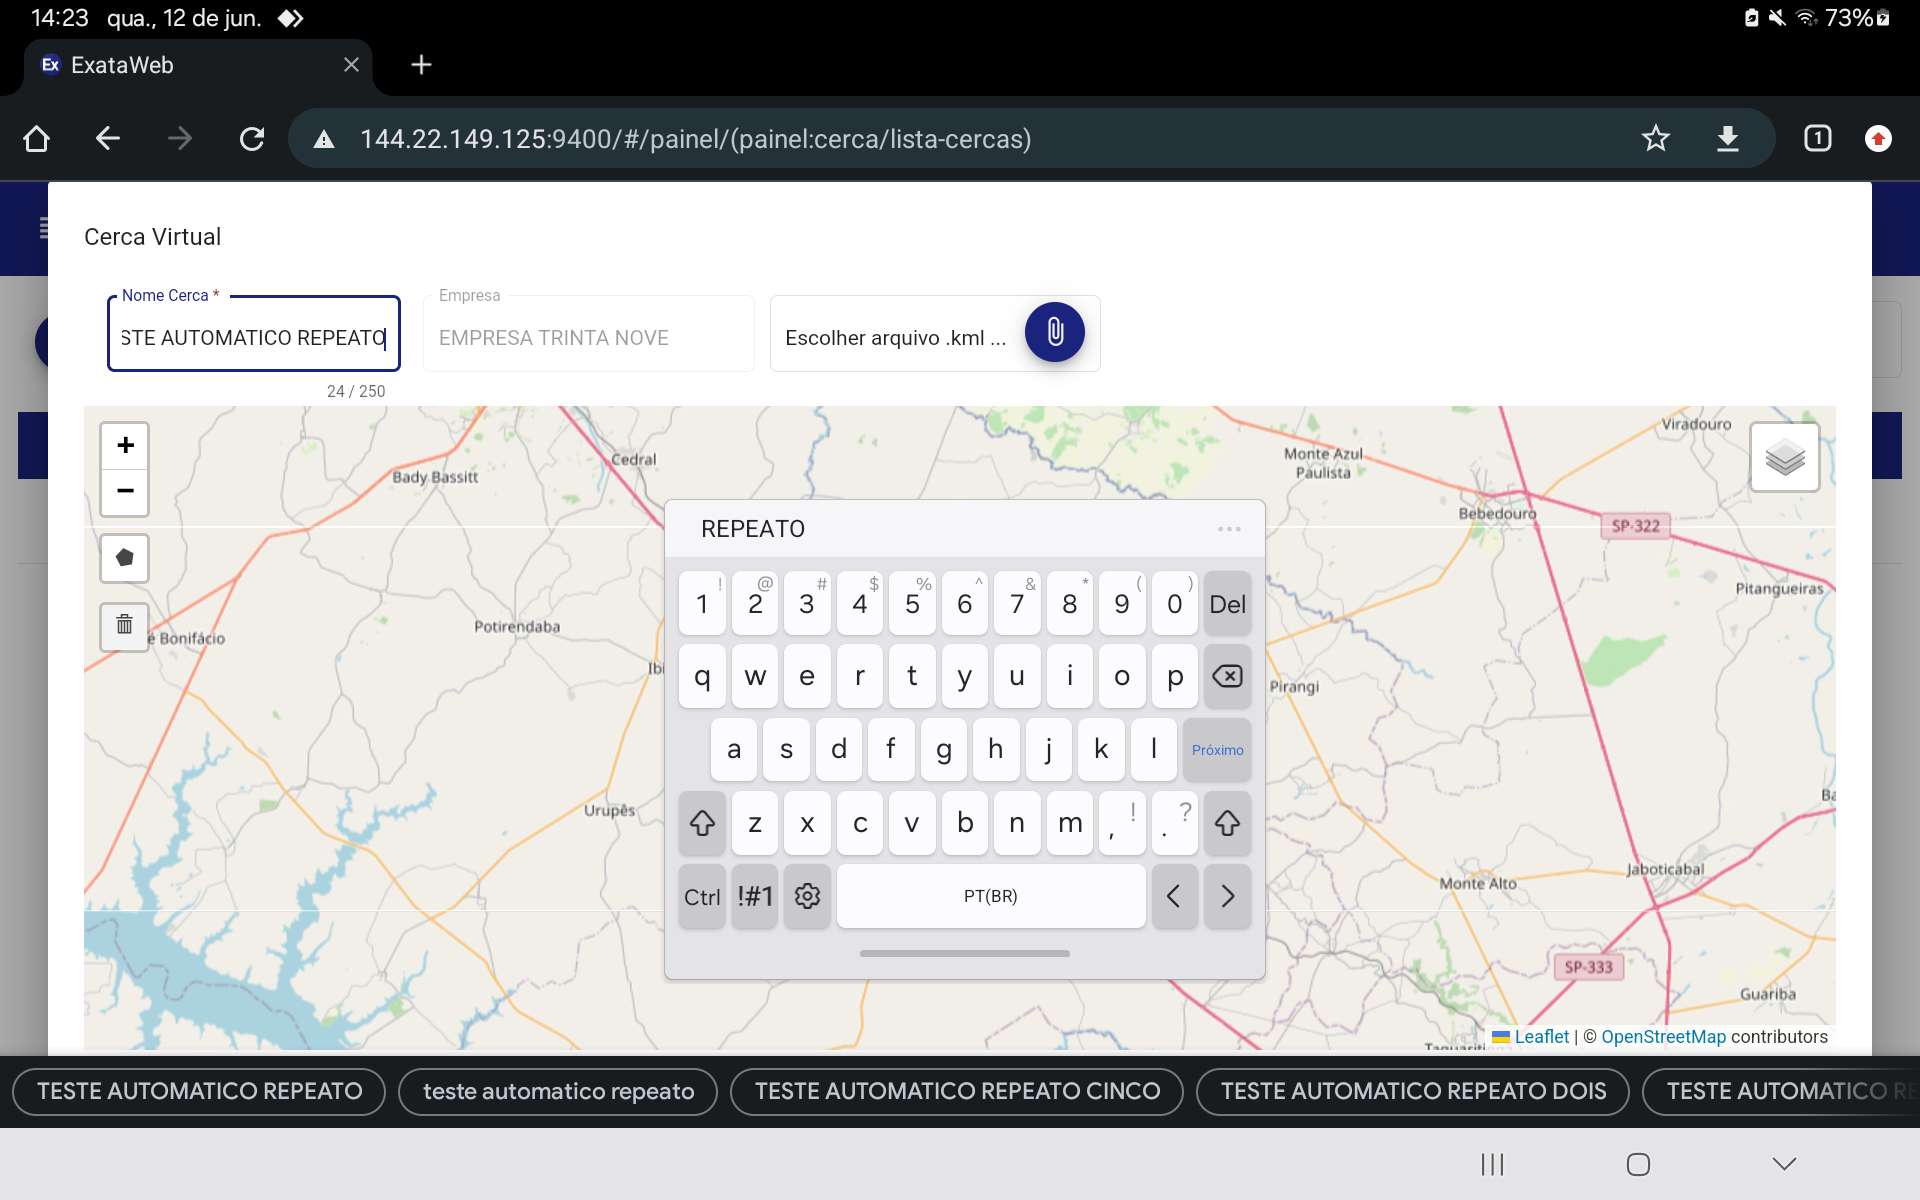 14:23 qua., 12 de jun. 73%
Ex ExataWeb
144.22.149.125:9400/#/painel/(painel:cerca/lista-cercas) 1
Cerca Virtual
Nome Cerca * Empresa
STE AUTOMATICO REPEATO EMPRESA TRINTA NOVE Escolher arquivo .kml ...
24 / 250
+
−
Viradouro
Cedral
Bady Bassitt
Monte Azul
Paulista
Bebedouro
SP-322
Pitangueiras
é Bonifácio
Potirendaba
Ibi
Pirangi
Urupês
Ba
Jaboticabal
Monte Alto
SP-333
Guariba
REPEATO ...
! @ # $ % ^ & * ( )
1 2 3 4 5 6 7 8 9 0 Del
q w e r t y u i o p
a s d f g h j k l Próximo
z x c v b n m , ! . ?
Ctrl !#1 PT(BR) < >
Leaflet | © OpenStreetMap contributors
TESTE AUTOMATICO REPEATO teste automatico repeato TESTE AUTOMATICO REPEATO CINCO TESTE AUTOMATICO REPEATO DOIS TESTE AUTOMATICO RE